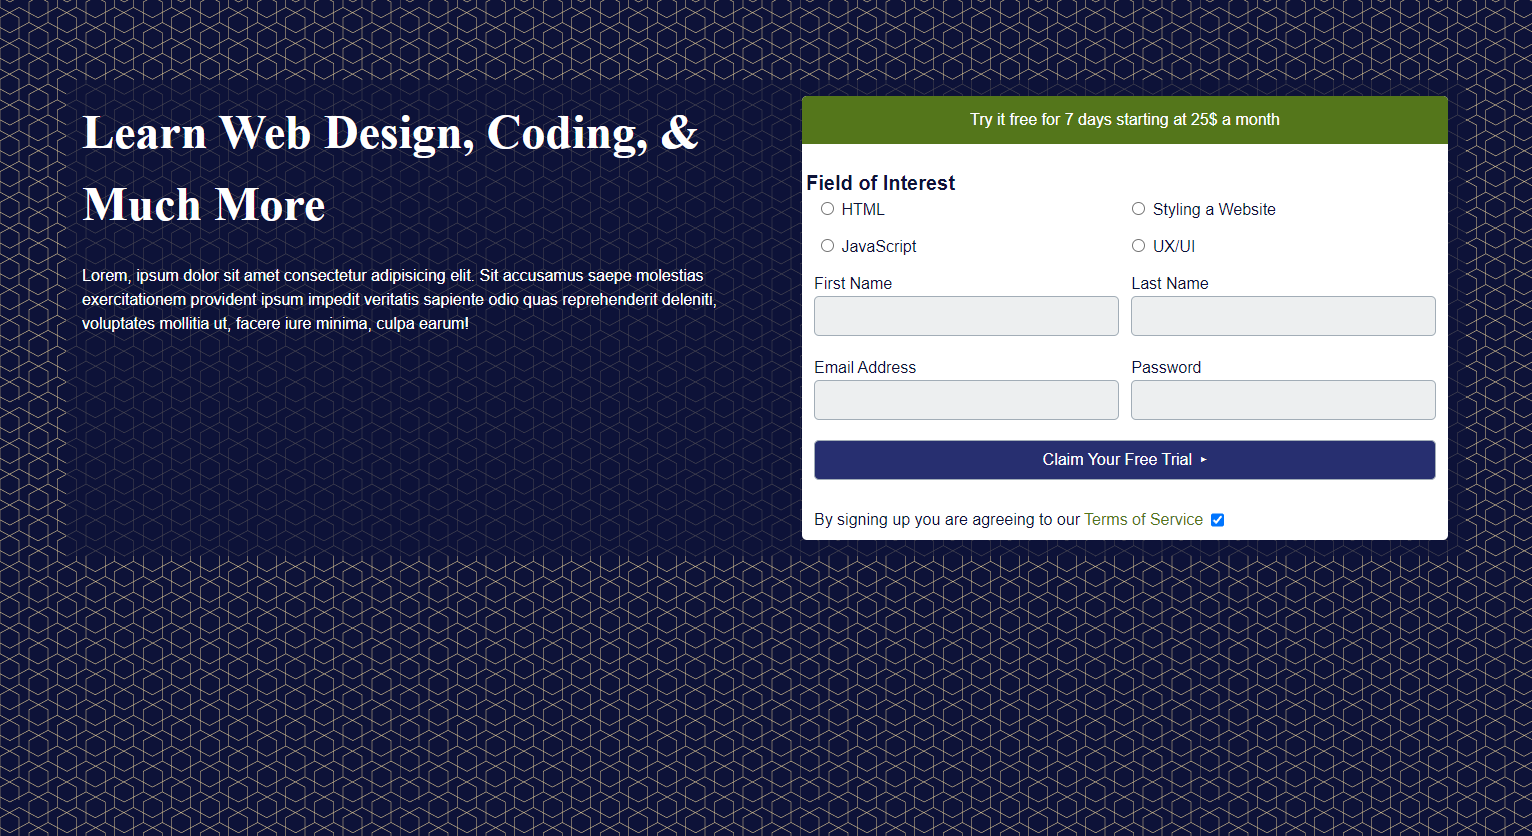 Learn Web Design, Coding, &
Much More
Lorem, ipsum dolor sit amet consectetur adipisicing elit. Sit accusamus saepe molestias
exercitationem provident ipsum impedit veritatis sapiente odio quas reprehenderit deleniti,
voluptates mollitia ut, facere iure minima, culpa earum!
Try it free for 7 days starting at 25$ a month
Field of Interest
HTML
Styling a Website
JavaScript
UX/UI
First Name
Last Name
Email Address
Password
Claim Your Free Trial ‣
By signing up you are agreeing to our Terms of Service